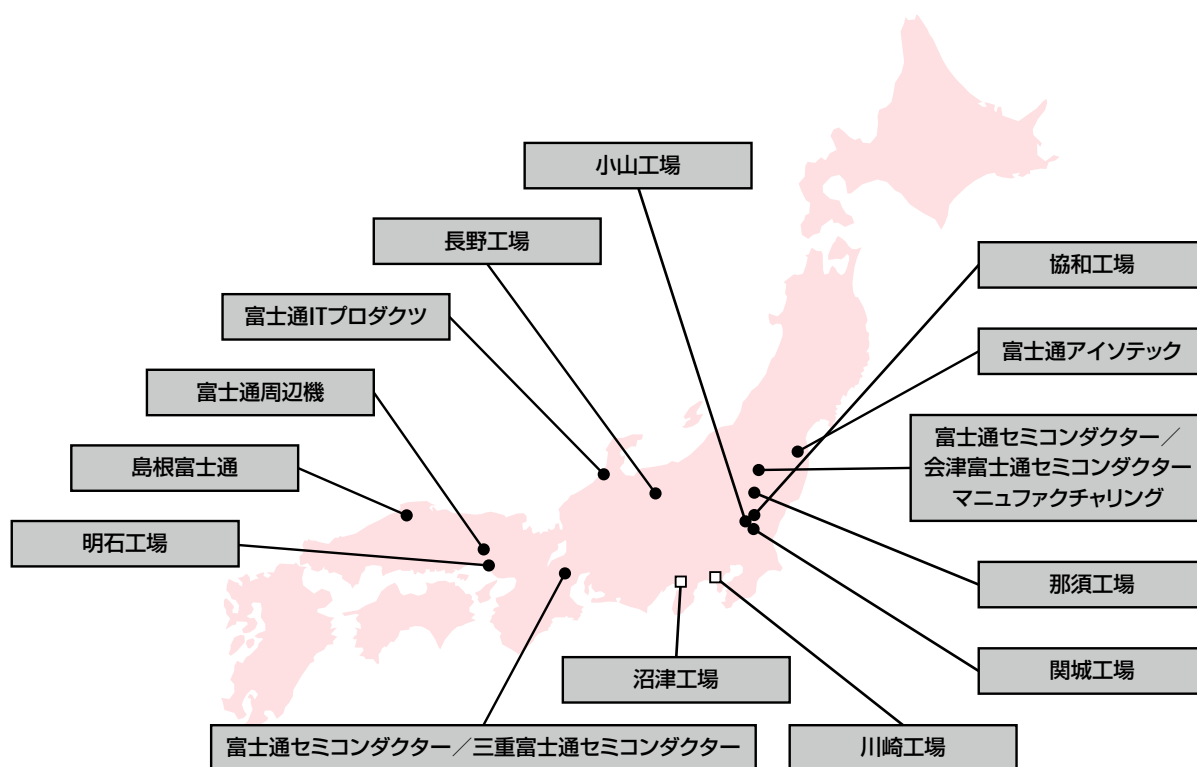 小山工場
長野工場
協和工場
富士通ITプロダクツ
富士通アイソテック
富士通周辺機
富士通セミコンダクター／
会津富士通セミコンダクター
マニュファクチャリング
島根富士通
明石工場
那須工場
関城工場
沼津工場
富士通セミコンダクター／三重富士通セミコンダクター
川崎工場